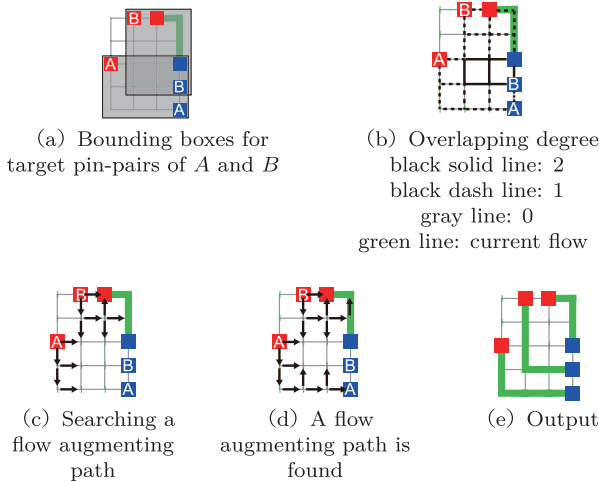 B
A
B
A
(a) Bounding boxes for
target pin-pairs of A and B
B
A
B
A
(b) Overlapping degree
black solid line: 2
black dash line: 1
gray line: 0
green line: current flow
B
A
B
A
(c) Searching a
flow augmenting
path
B
A
B
A
(d) A flow
augmenting path is
found
(e) Output